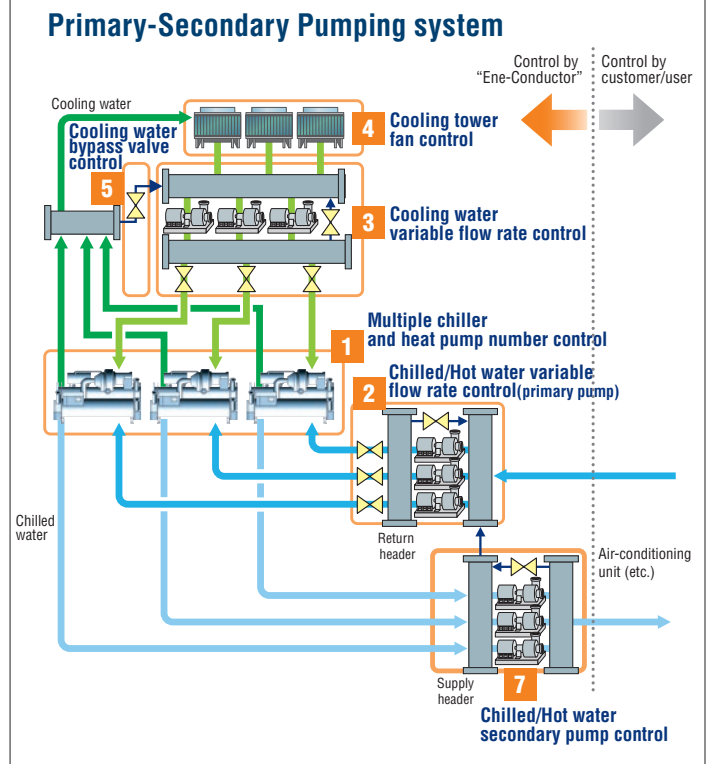 Primary-Secondary Pumping system
Control by
“Ene-Conductor”
Control by
customer/user
Cooling water
Cooling water
bypass valve
control
5
4
Cooling tower
fan control
3
Cooling water
variable flow rate control
1
Multiple chiller
and heat pump number control
2
Chilled/Hot water variable
flow rate control(primary pump)
Chilled
water
Return
header
Air-conditioning
unit (etc.)
Supply
header
7
Chilled/Hot water
secondary pump control